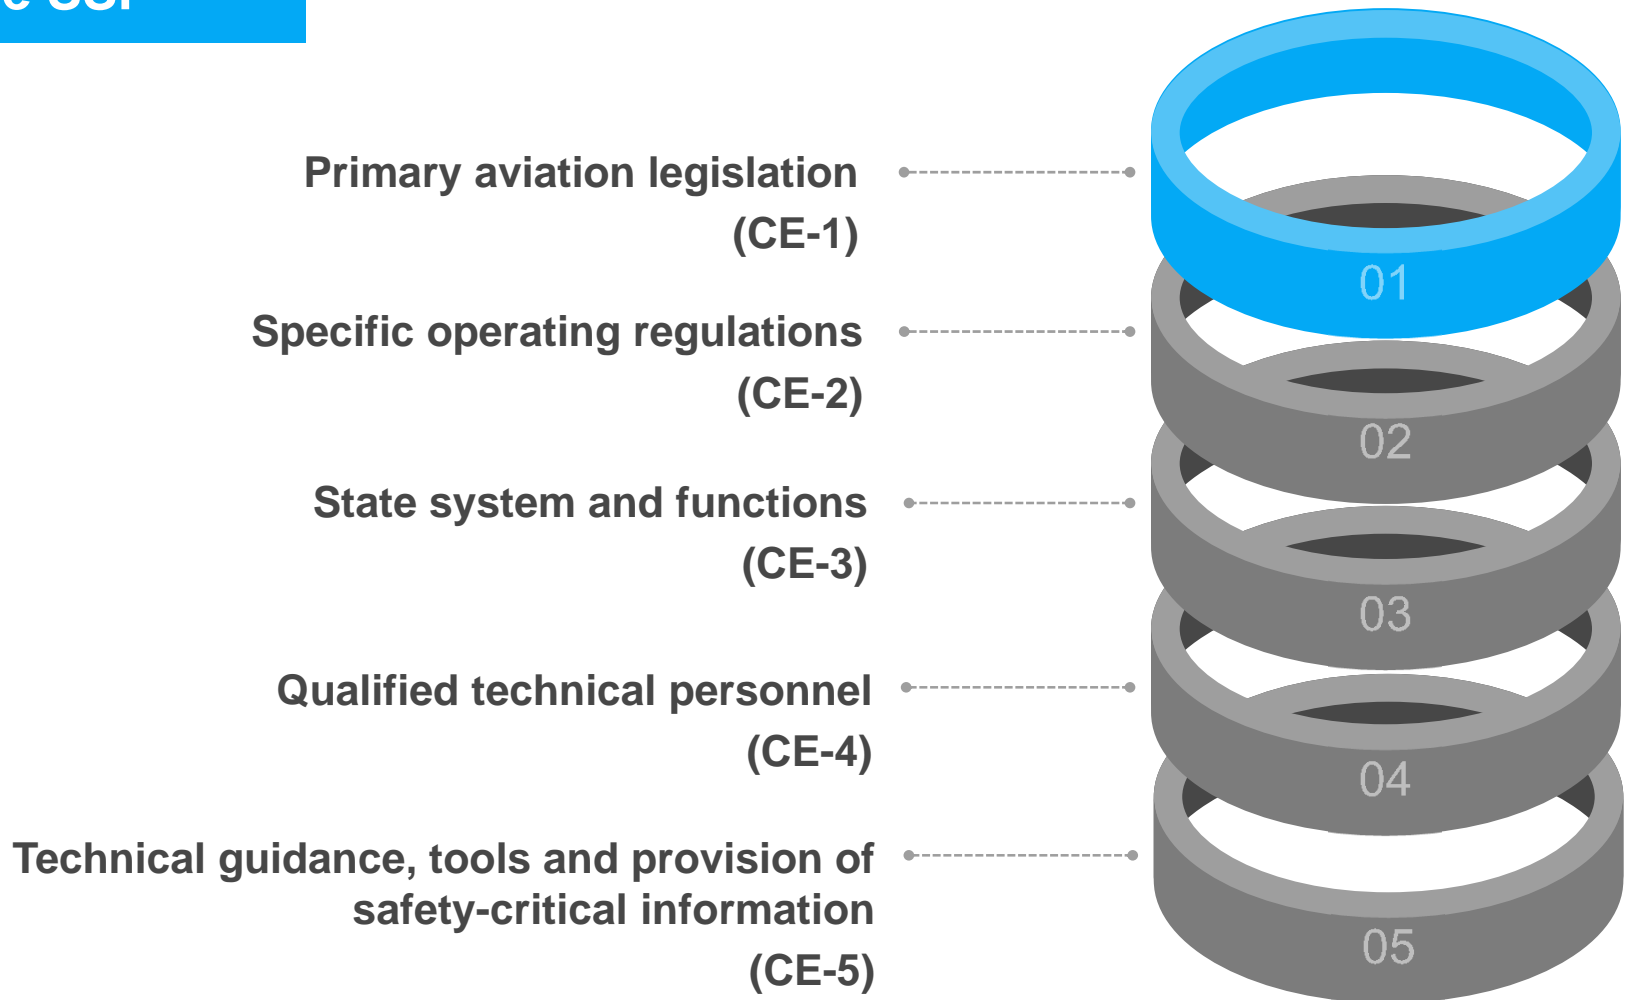 SSP
Primary aviation legislation
(CE-1)
01
Specific operating regulations
(CE-2)
02
State system and functions
(CE-3)
03
Qualified technical personnel
(CE-4)
04
Technical guidance, tools and provision of
safety-critical information
(CE-5)
05